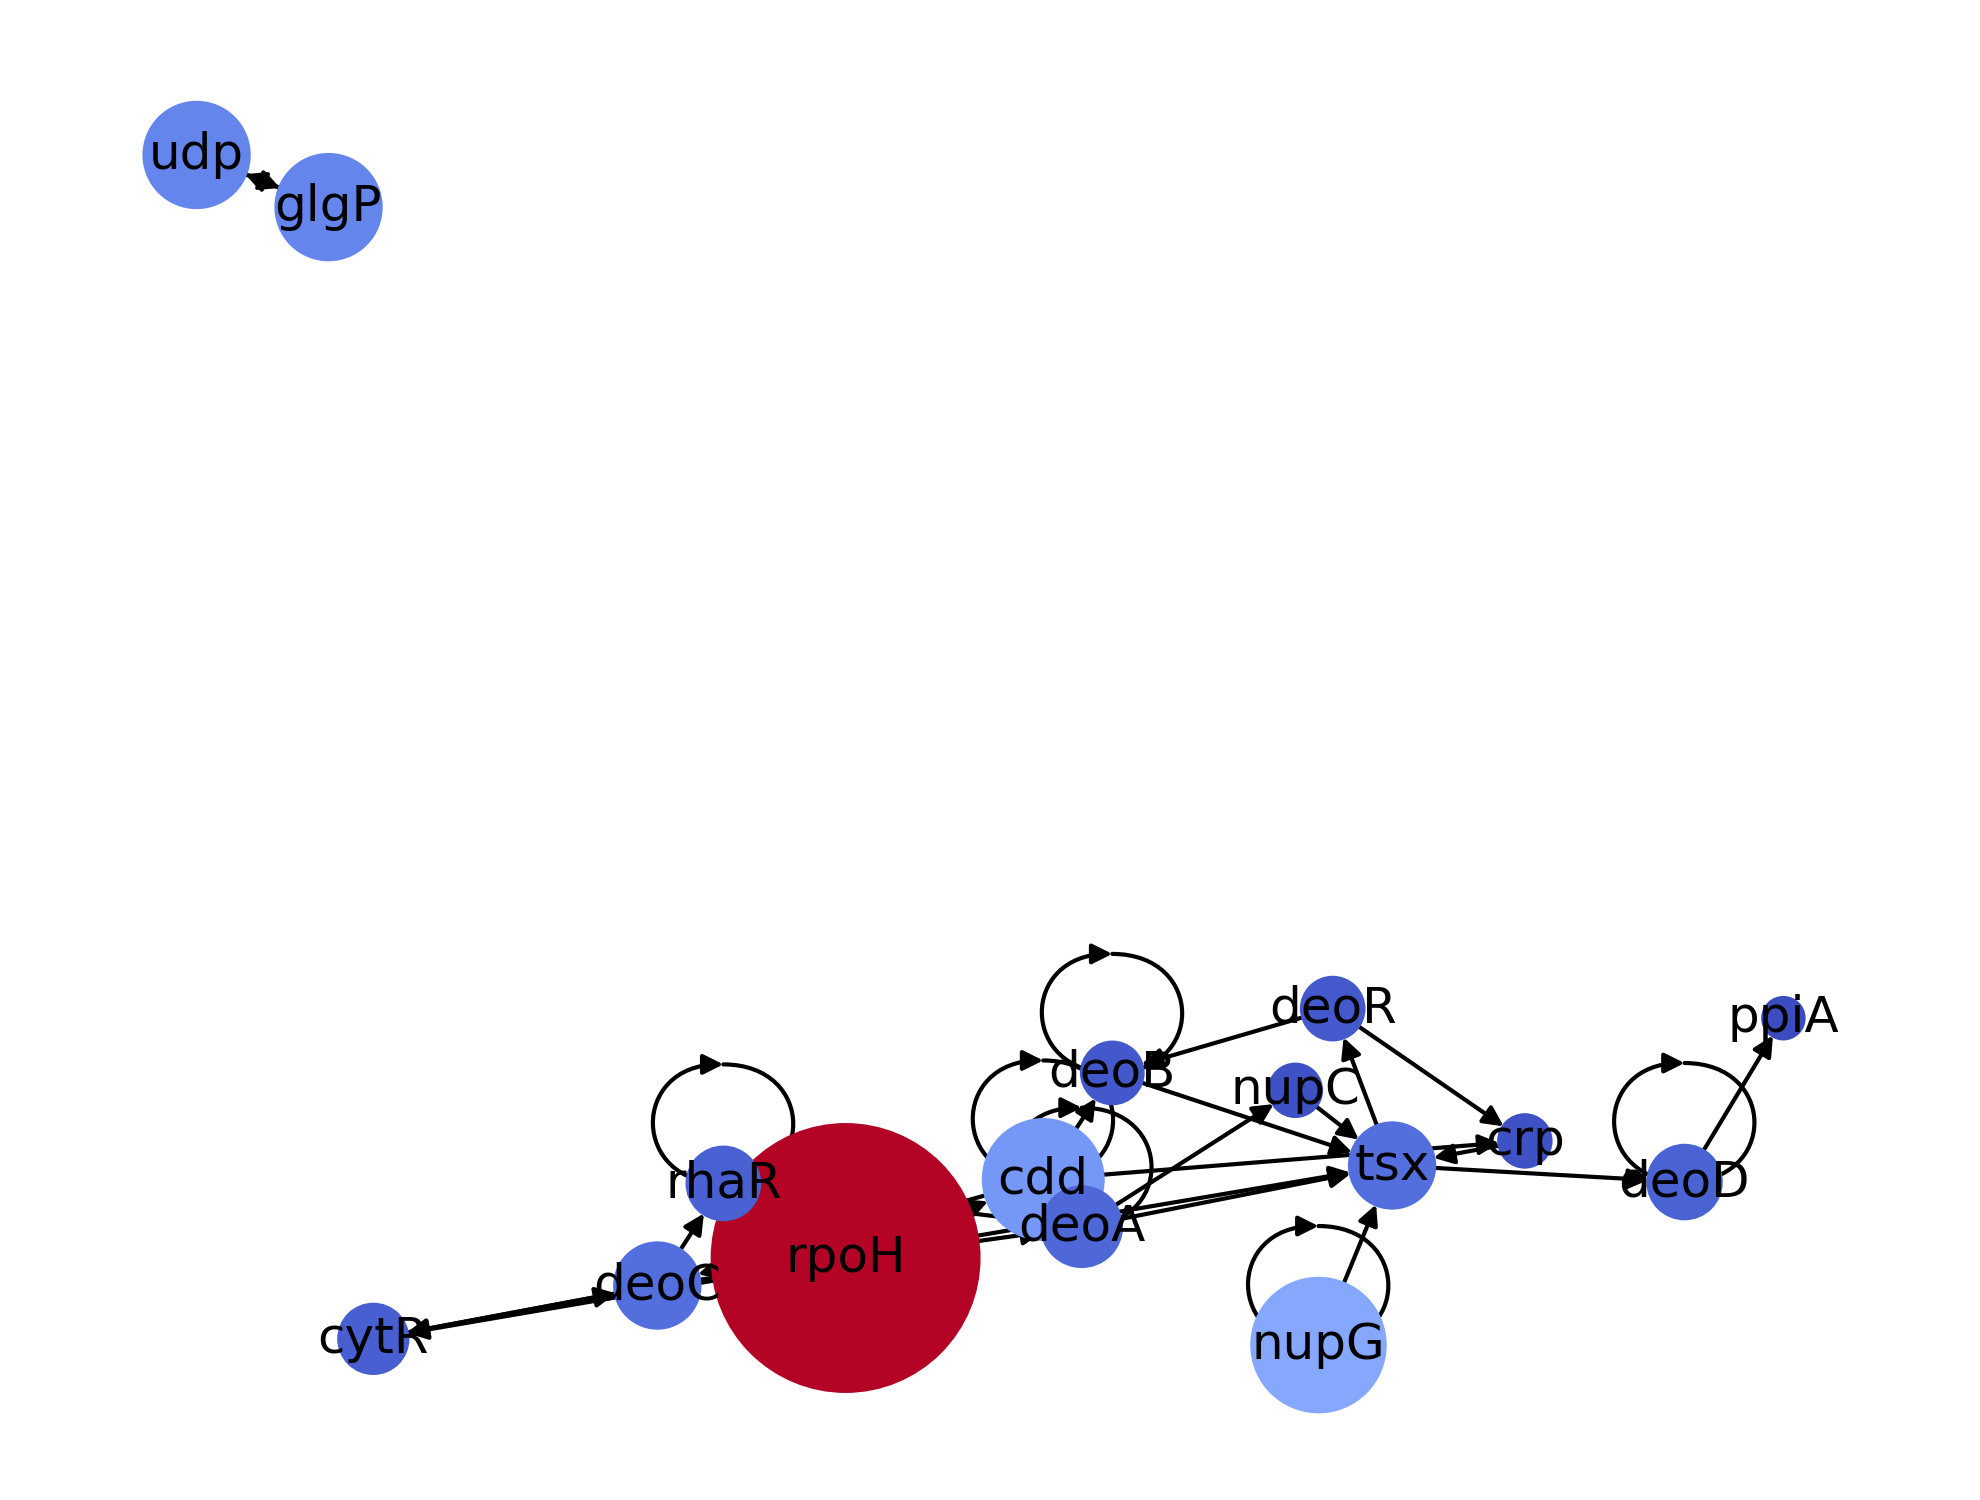 udp
glgP
deoR
ppiA
deoB
nupC
crp
tsx
cdd
rhaR
deoD
deoA
rpoH
deoC
cytR
nupG